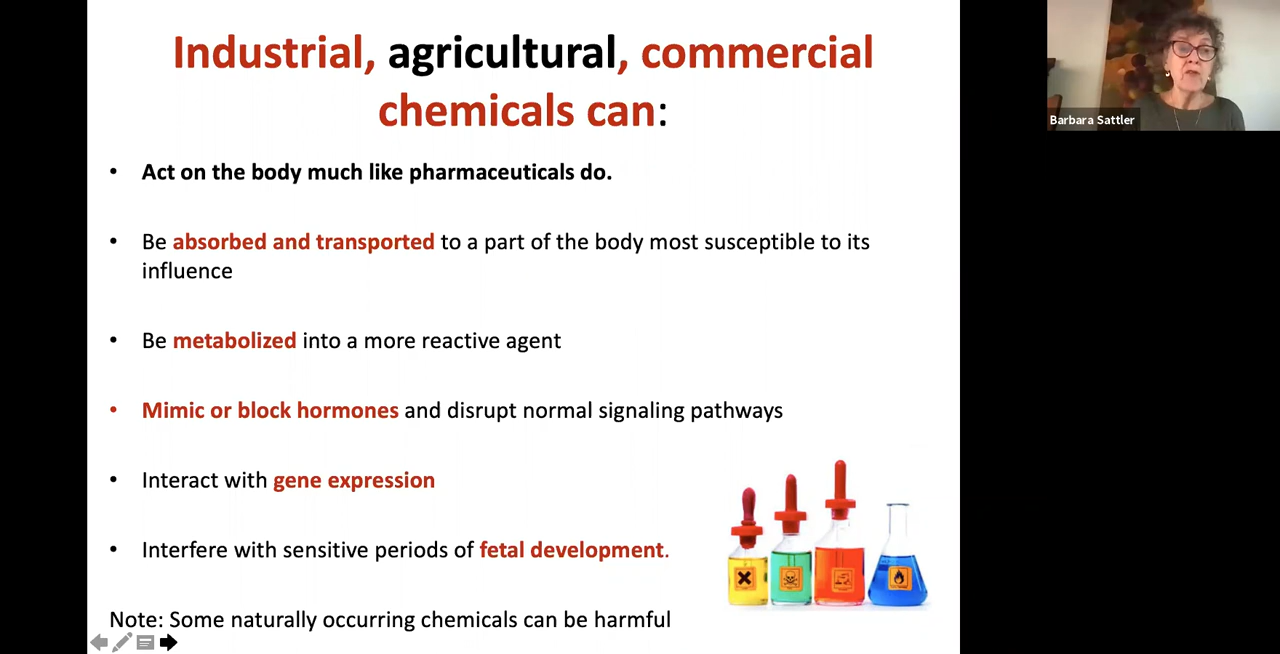 Industrial, agricultural, commercial
chemicals can:
Barbara Sattler
• Act on the body much like pharmaceuticals do.
• Be absorbed and transported to a part of the body most susceptible to its
influence
• Be metabolized into a more reactive agent
• Mimic or block hormones and disrupt normal signaling pathways
• Interact with gene expression
• Interfere with sensitive periods of fetal development.
Note: Some naturally occurring chemicals can be harmful